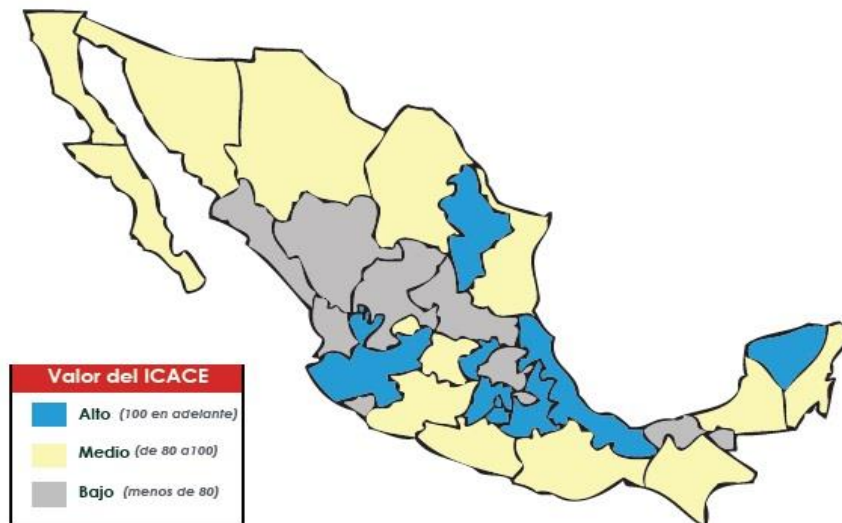 Valor del ICACE
Alto (100 en adelante)
Medio (de 80 a100)
Bajo (menos de 80)